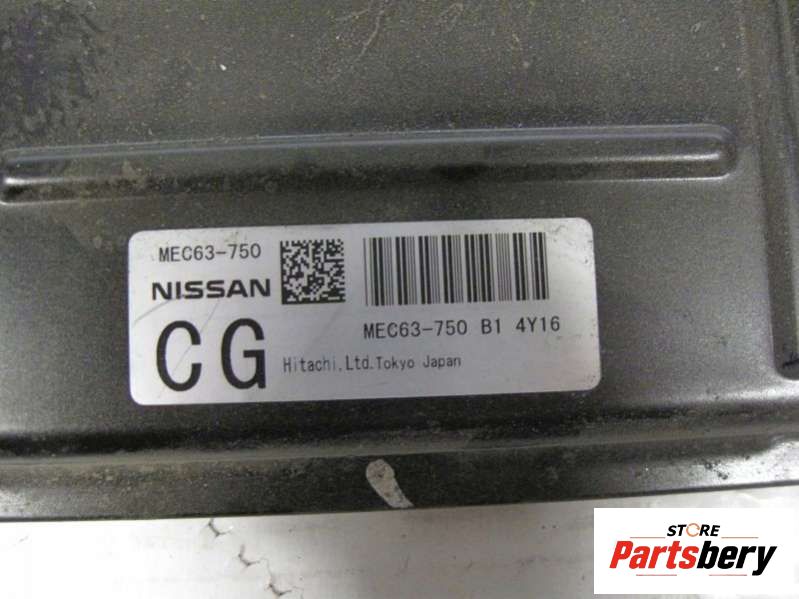 MEC63-750
NISSAN
CG
MEC63-750 B1 4Y16
Hitachi,Ltd.Tokyo Japan
STORE
Partsbery